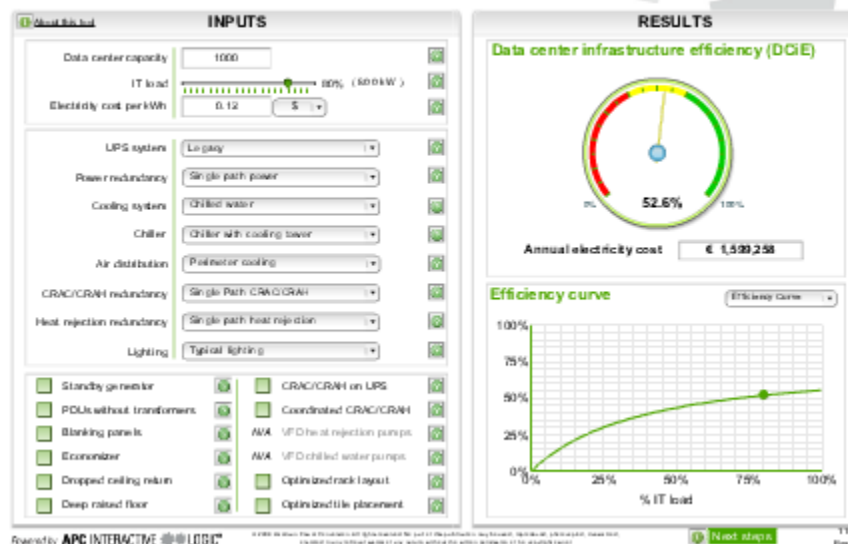 About this tool
INPUTS
Data center capacity 1000
IT load 80% (800kW)
Electricity cost per kWh 0.12 $
UPS system Legacy
Power redundancy Single path power
Cooling system Chilled water
Chiller Chiller with cooling tower
Air distribution Perimeter cooling
CRAC/CRAH redundancy Single Path CRAC/CRAH
Heat rejection redundancy Single path heat rejection
Lighting Typical lighting
Standby generator CRAC/CRAH on UPS
PDUs without transformers Coordinated CRAC/CRAH
Blanking panels N/A VFD heat rejection pumps
Economizer N/A VFD chilled water pumps
Dropped ceiling return Optimized rack layout
Deep raised floor Optimized tile placement
RESULTS
Data center infrastructure efficiency (DCiE)
0% 52.6% 100%
Annual electricity cost € 1,599,258
Efficiency curve Efficiency Curve
100%
75%
50%
25%
0%
0% 25% 50% 75% 100%
% IT load
Powered by APC INTERACTIVE LOGIC™
Next steps